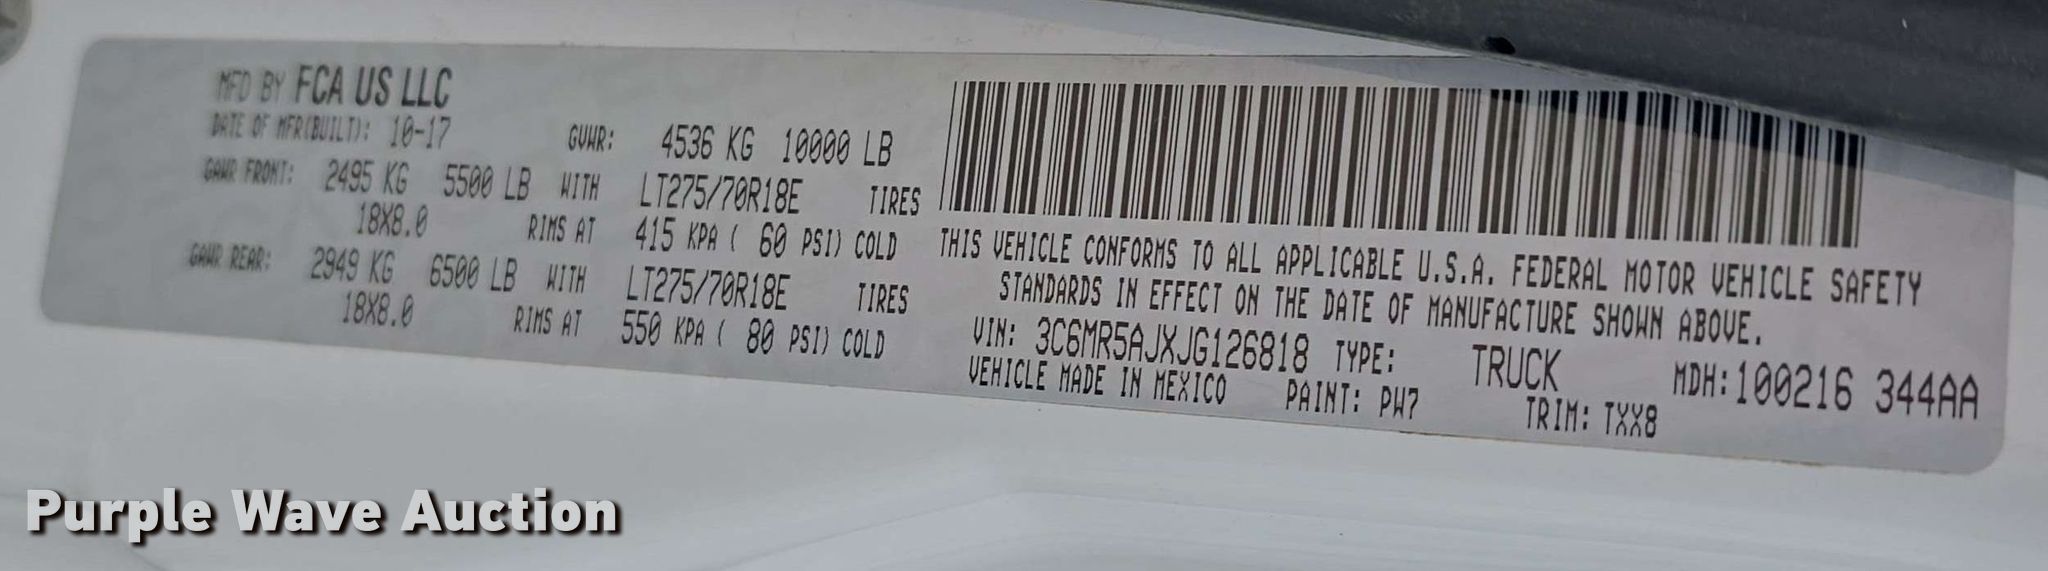 MFD BY FCA US LLC
DATE OF MFR(BUILT): 10-17 GVWR: 4536 KG 10000 LB
GAWR FRONT: 2495 KG 5500 LB WITH LT275/70R18E TIRES
18X8.0 RIMS AT 415 KPA ( 60 PSI) COLD
GAWR REAR: 2949 KG 6500 LB WITH LT275/70R18E TIRES
18X8.0 RIMS AT 550 KPA ( 80 PSI) COLD
THIS VEHICLE CONFORMS TO ALL APPLICABLE U.S.A. FEDERAL MOTOR VEHICLE SAFETY
STANDARDS IN EFFECT ON THE DATE OF MANUFACTURE SHOWN ABOVE.
VIN: 3C6MR5AJXJG126818 TYPE: TRUCK MDH:100216 344AA
VEHICLE MADE IN MEXICO PAINT: PW7 TRIM: TXX8
Purple Wave Auction